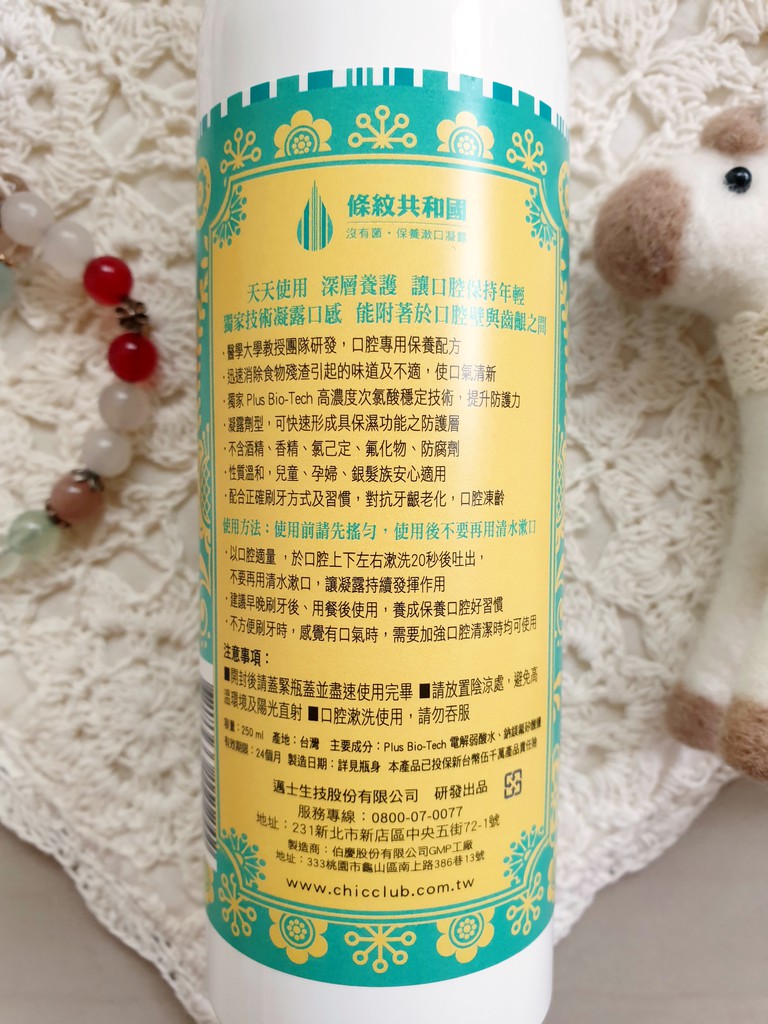 條紋共和國
沒有菌・保養漱口凝露
天天使用 深層養護 讓口腔保持年輕
獨家技術凝露口感 能附著於口腔壁與齒齦之間
・醫學大學教授團隊研發，口腔專用保養配方
・迅速消除食物殘渣引起的味道及不適，使口氣清新
・獨家 Plus Bio-Tech 高濃度次氯酸穩定技術，提升防護力
・凝露劑型，可快速形成具保濕功能之防護層
・不含酒精、香精、氯己定、氟化物、防腐劑
・性質溫和，兒童、孕婦、銀髮族安心適用
・配合正確刷牙方式及習慣，對抗牙齦老化，口腔凍齡
使用方法：使用前請先搖勻，使用後不要再用清水漱口
・以口腔適量，於口腔上下左右漱洗20秒後吐出，
不要再用清水漱口，讓凝露持續發揮作用
・建議早晚刷牙後、用餐後使用，養成保養口腔好習慣
・不方便刷牙時，感覺有口氣時，需要加強口腔清潔時均可使用
注意事項：
■開封後請蓋緊瓶蓋並盡速使用完畢 ■請放置陰涼處，避免高
溫環境及陽光直射 ■口腔漱洗使用，請勿吞服
容量：250 ml 產地：台灣 主要成分：Plus Bio-Tech 電解弱酸水、鈉鎂氟矽酸鹽
有效期限：24個月 製造日期：詳見瓶身 本產品已投保新台幣伍千萬產品責任險
邁士生技股份有限公司 研發出品
服務專線：0800-07-0077
地址：231新北市新店區中央五街72-1號
製造商：伯慶股份有限公司GMP工廠
地址：333桃園市龜山區南上路386巷13號
www.chicclub.com.tw